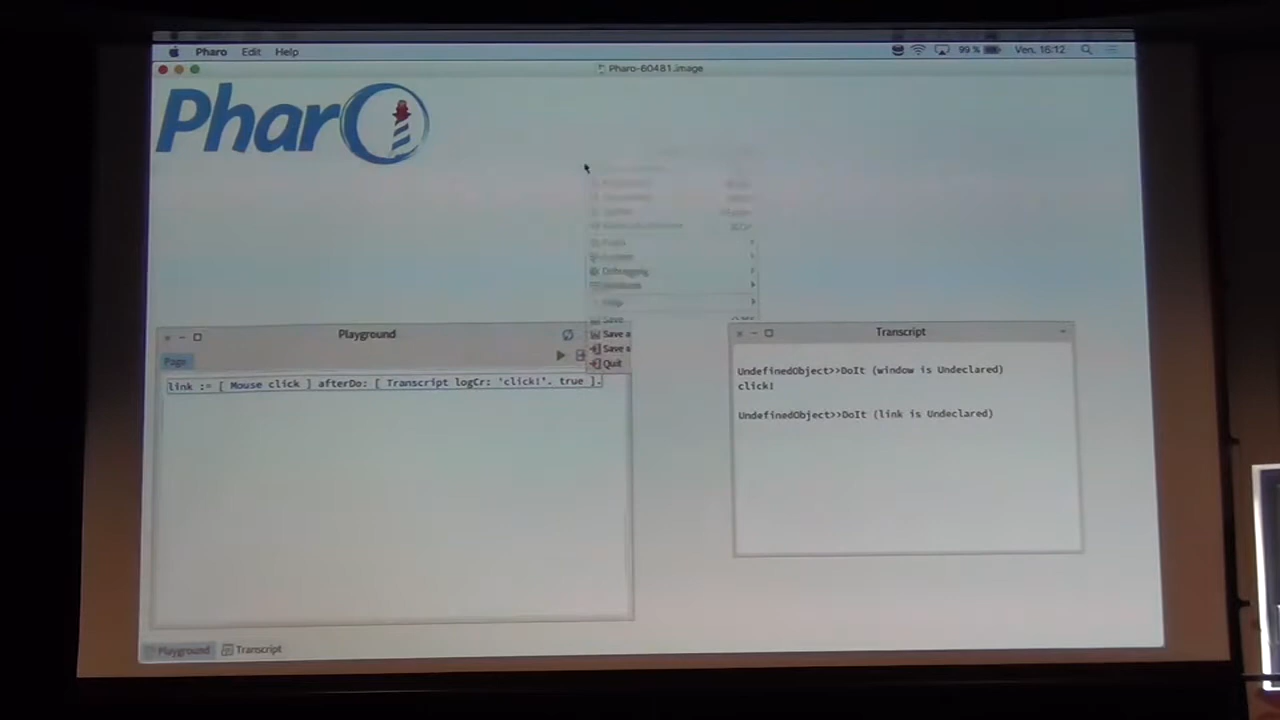 Pharo Edit Help 99 % Ven. 16:12
Pharo-60481.image
Pharo
Debugging
Help
Save
Save a
Save s
Quit
Playground
Page
link := [ Mouse click ] afterDo: [ Transcript logCr: 'click!'. true ].
Transcript
UndefinedObject>>DoIt (window is Undeclared)
click!
UndefinedObject>>DoIt (link is Undeclared)
Playground Transcript